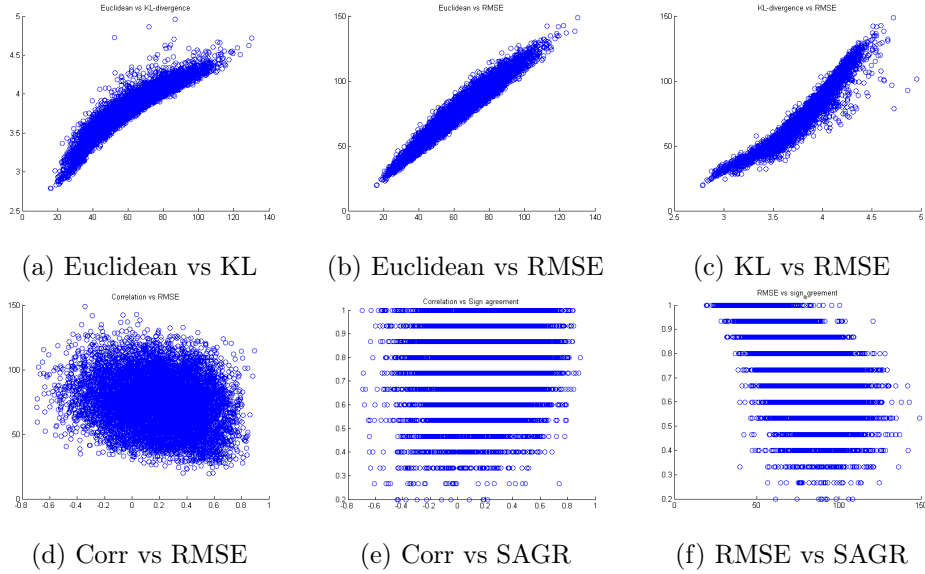 Euclidean vs KL-divergence
5
4.5
4
3.5
3
2.5
0 20 40 60 80 100 120 140
(a) Euclidean vs KL
Euclidean vs RMSE
150
100
50
0
0 20 40 60 80 100 120 140
(b) Euclidean vs RMSE
KL-divergence vs RMSE
150
100
50
0
2.5 3 3.5 4 4.5 5
(c) KL vs RMSE
Correlation vs RMSE
150
100
50
0
-0.8 -0.6 -0.4 -0.2 0 0.2 0.4 0.6 0.8 1
(d) Corr vs RMSE
Correlation vs Sign agreement
1
0.9
0.8
0.7
0.6
0.5
0.4
0.3
0.2
-0.8 -0.6 -0.4 -0.2 0 0.2 0.4 0.6 0.8 1
(e) Corr vs SAGR
RMSE vs sign_agreement
1
0.9
0.8
0.7
0.6
0.5
0.4
0.3
0.2
0 50 100 150
(f) RMSE vs SAGR